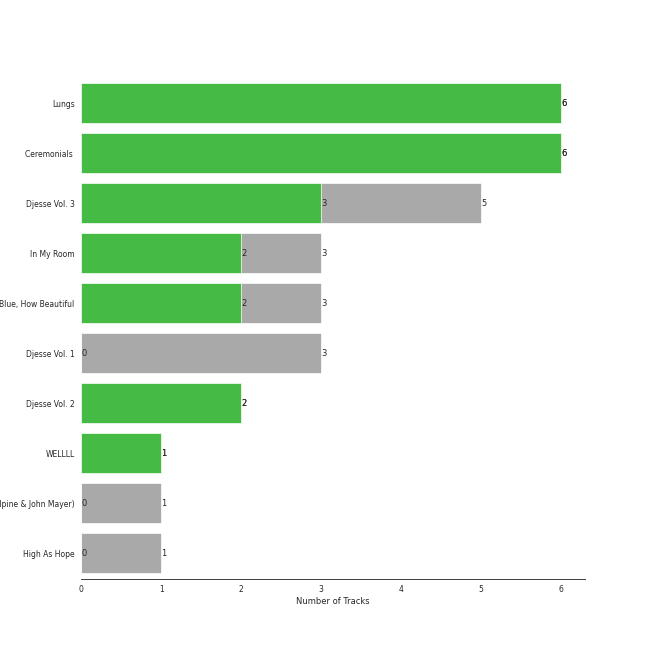 Lungs 6
Ceremonials 6
Djesse Vol. 3 3 5
In My Room 2 3
Blue, How Beautiful 2 3
Djesse Vol. 1 0 3
Djesse Vol. 2 2
WELLLL 1
& John Mayer) 0 1
High As Hope 0 1
0 1 2 3 4 5 6
Number of Tracks